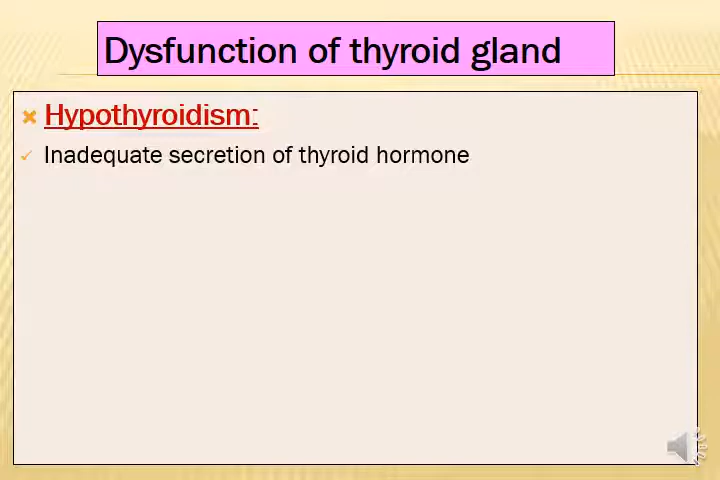 Dysfunction of thyroid gland
Hypothyroidism:
Inadequate secretion of thyroid hormone